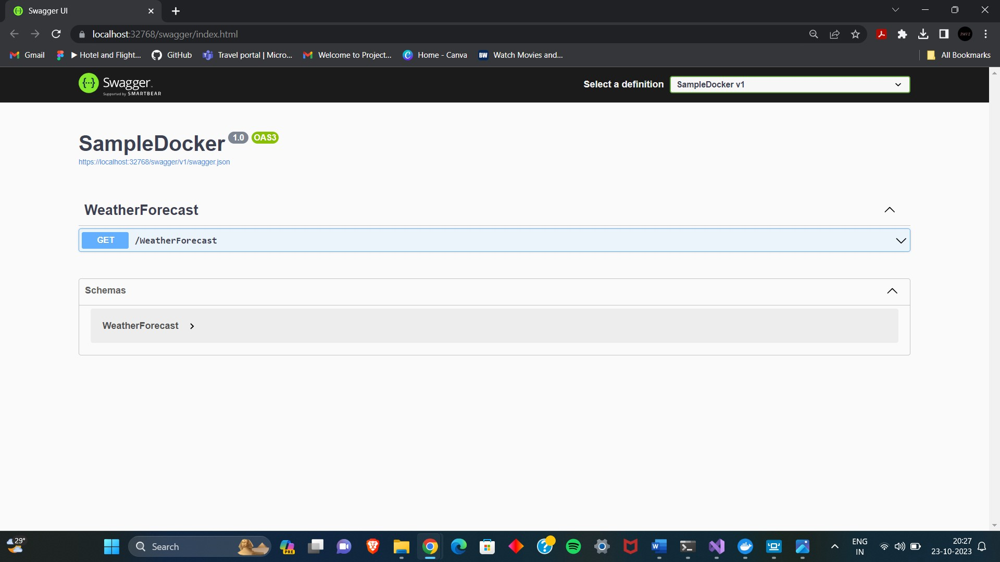 Swagger UI
localhost:32768/swagger/index.html
PAVI
Gmail
▶ Hotel and Flight...
GitHub
Travel portal | Micro...
Welcome to Project...
Home - Canva
BW
Watch Movies and...
All Bookmarks
Swagger
Supported by SMARTBEAR
Select a definition
SampleDocker v1
SampleDocker 1.0 OAS3
https://localhost:32768/swagger/v1/swagger.json
WeatherForecast
GET /WeatherForecast
Schemas
WeatherForecast
29°
Search
PRE
ENG
IN
20:27
23-10-2023